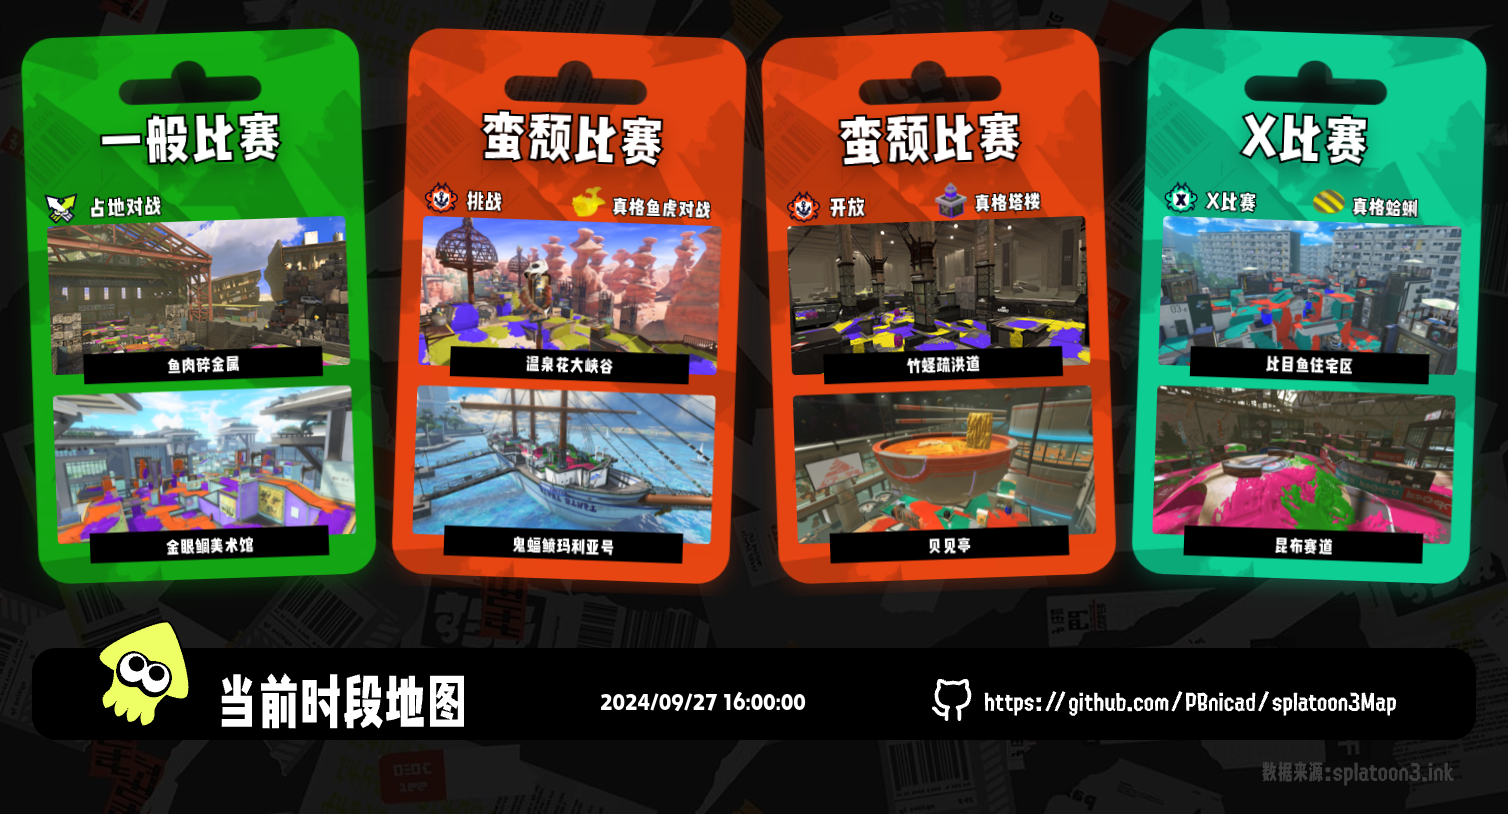 一般比赛
占地对战
鱼肉碎金属
金眼鲷美术馆
蛮颓比赛
挑战
真格鱼虎对战
温泉花大峡谷
鬼蝠鲼玛利亚号
蛮颓比赛
开放
真格塔楼
竹蛏疏洪道
贝见亭
X比赛
X比赛
真格蛤蜊
比目鱼住宅区
昆布赛道
当前时段地图
2024/09/27 16:00:00
https://github.com/PBnicad/splatoon3Map
数据来源:splatoon3.ink